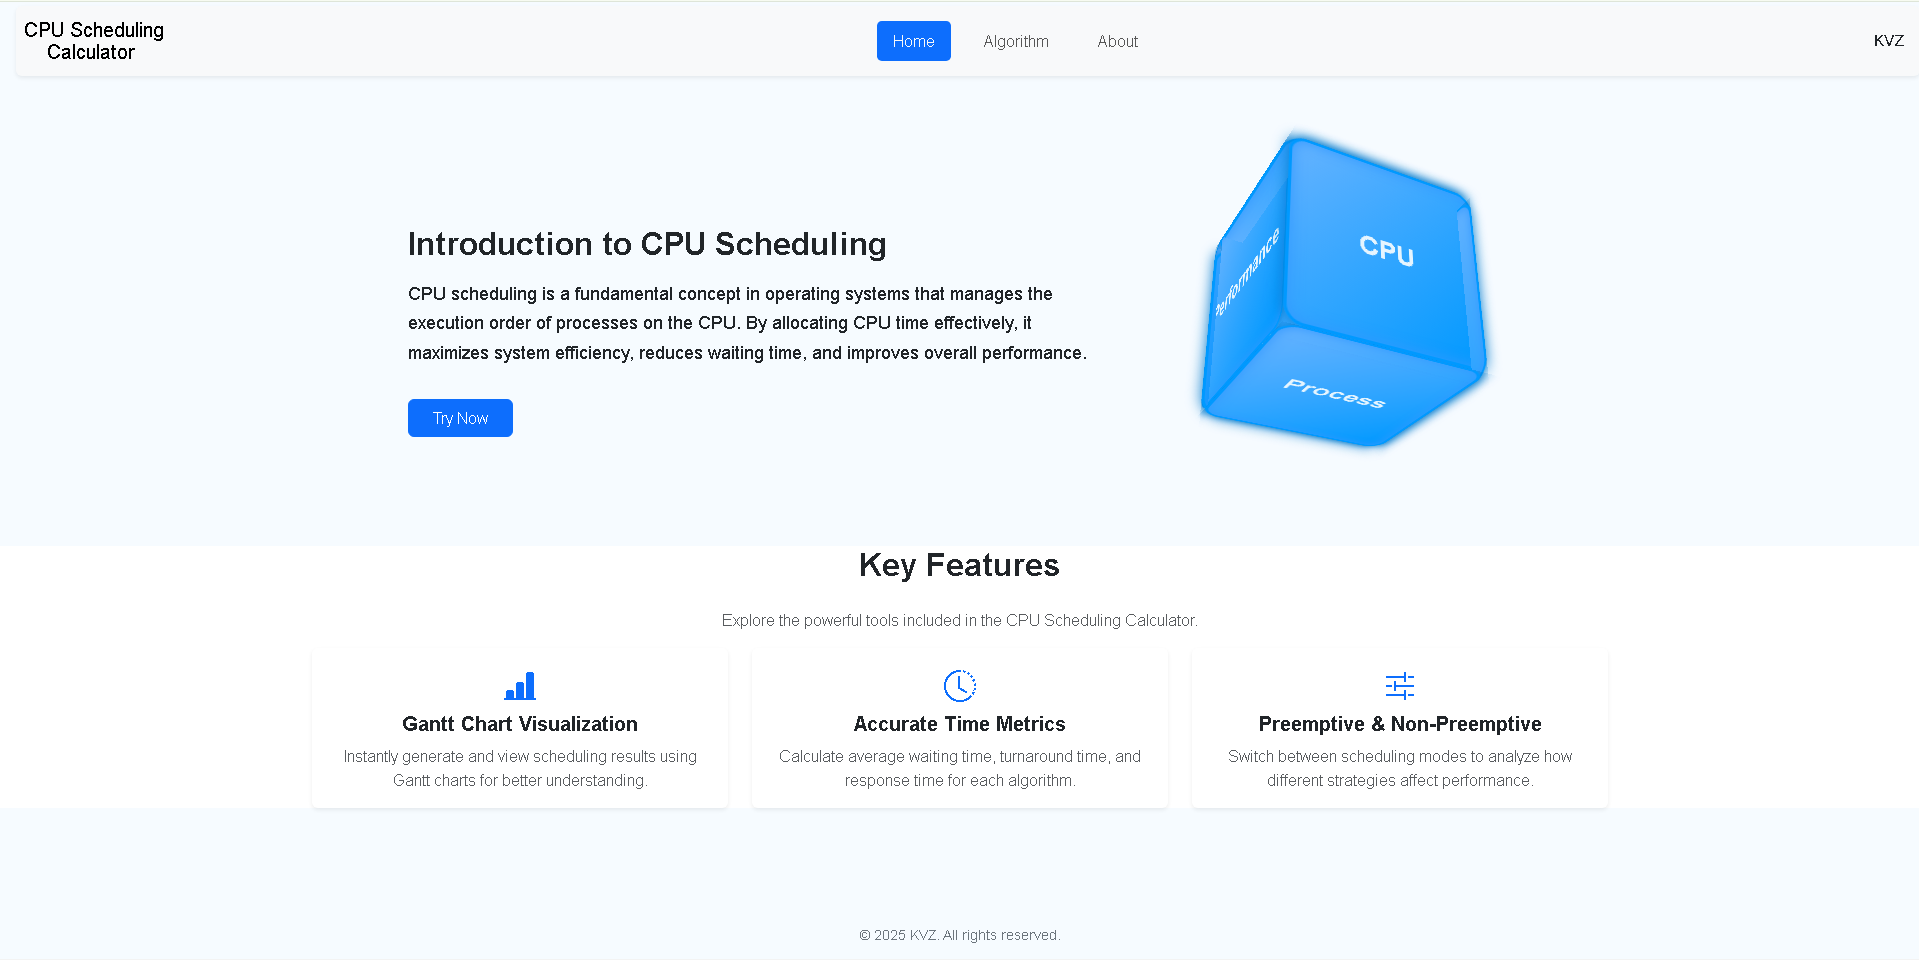 CPU Scheduling
Calculator
Home
Algorithm
About
KVZ
Introduction to CPU Scheduling
CPU scheduling is a fundamental concept in operating systems that manages the
execution order of processes on the CPU. By allocating CPU time effectively, it
maximizes system efficiency, reduces waiting time, and improves overall performance.
Try Now
CPU
Performance
Process
Key Features
Explore the powerful tools included in the CPU Scheduling Calculator.
Gantt Chart Visualization
Instantly generate and view scheduling results using
Gantt charts for better understanding.
Accurate Time Metrics
Calculate average waiting time, turnaround time, and
response time for each algorithm.
Preemptive & Non-Preemptive
Switch between scheduling modes to analyze how
different strategies affect performance.
© 2025 KVZ. All rights reserved.